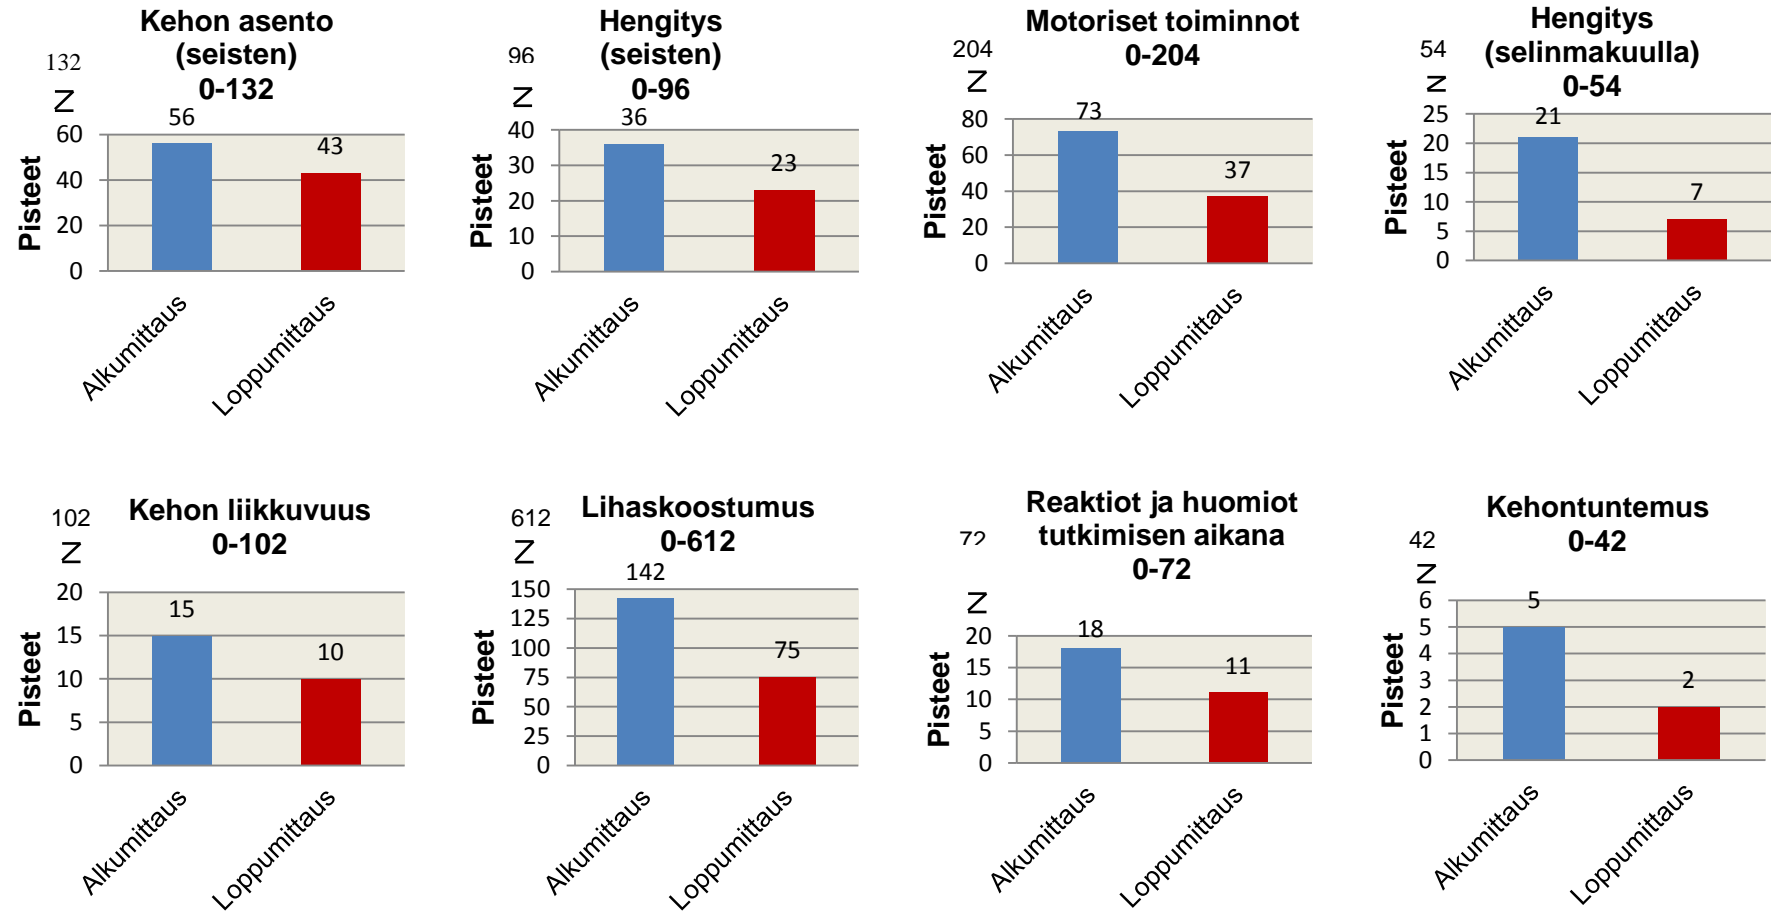 Kehon asento
(seisten)
0-132
132
N
Pisteet
60
40
20
0
56
43
Alkumittaus
Loppumittaus
Hengitys
(seisten)
0-96
96
N
Pisteet
40
30
20
10
0
36
23
Alkumittaus
Loppumittaus
Motoriset toiminnot
0-204
204
N
Pisteet
80
60
40
20
0
73
37
Alkumittaus
Loppumittaus
Hengitys
(selinmakuulla)
0-54
54
N
Pisteet
25
20
15
10
5
0
21
7
Alkumittaus
Loppumittaus
Kehon liikkuvuus
0-102
102
N
Pisteet
20
15
10
5
0
15
10
Alkumittaus
Loppumittaus
Lihaskoostumus
0-612
612
N
Pisteet
150
125
100
75
50
25
0
142
75
Alkumittaus
Loppumittaus
Reaktiot ja huomiot
tutkimisen aikana
0-72
72
N
Pisteet
20
15
10
5
0
18
11
Alkumittaus
Loppumittaus
Kehontuntemus
0-42
42
N
Pisteet
6
5
4
3
2
1
0
5
2
Alkumittaus
Loppumittaus